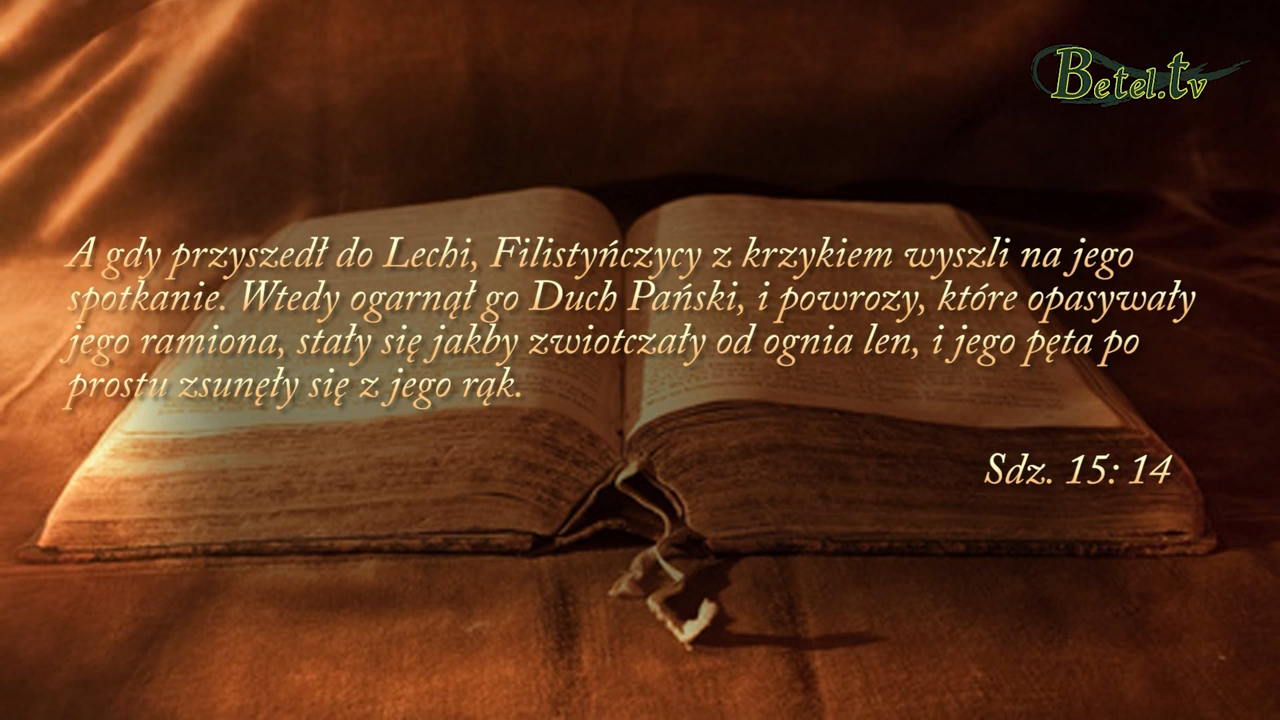 Betel.tv
A gdy przyszedł do Lechi, Filistyńczycy z krzykiem wyszli na jego
spotkanie. Wtedy ogarnął go Duch Pański, i powrozy, które opasywały
jego ramiona, stały się jakby zwiotczały od ognia len, i jego pęta po
prostu zsunęły się z jego rąk.
Sdz. 15: 14